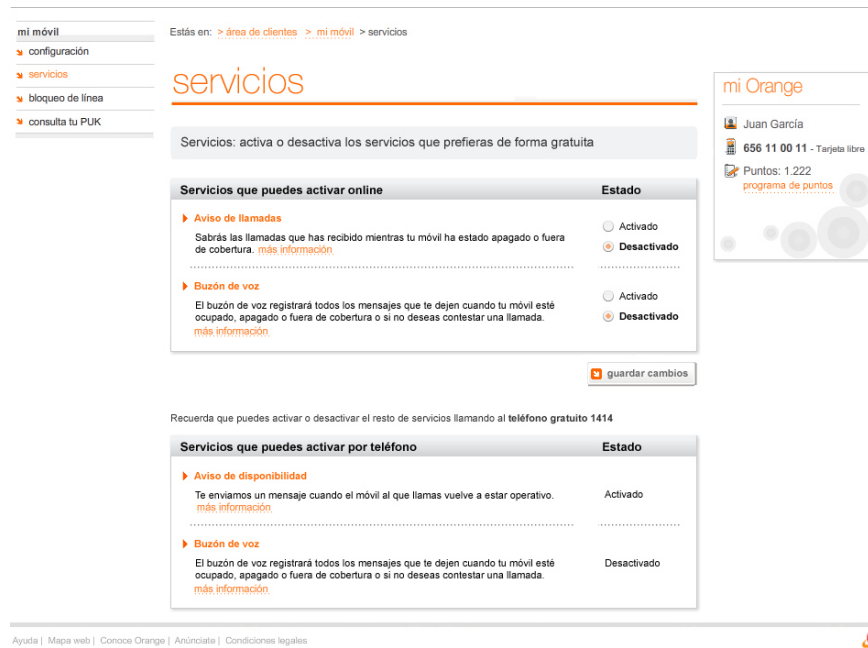 mi móvil
configuración
servicios
bloqueo de línea
consulta tu PUK
Estás en: > área de clientes > mi móvil > servicios
servicios
Servicios: activa o desactiva los servicios que prefieras de forma gratuita
Servicios que puedes activar online Estado
Aviso de llamadas
Sabrás las llamadas que has recibido mientras tu móvil ha estado apagado o fuera
de cobertura. más información
Activado
Desactivado
Buzón de voz
El buzón de voz registrará todos los mensajes que te dejen cuando tu móvil esté
ocupado, apagado o fuera de cobertura o si no deseas contestar una llamada.
más información
Activado
Desactivado
guardar cambios
Recuerda que puedes activar o desactivar el resto de servicios llamando al teléfono gratuito 1414
Servicios que puedes activar por teléfono Estado
Aviso de disponibilidad
Te enviamos un mensaje cuando el móvil al que llamas vuelve a estar operativo.
más información
Activado
Buzón de voz
El buzón de voz registrará todos los mensajes que te dejen cuando tu móvil esté
ocupado, apagado o fuera de cobertura o si no deseas contestar una llamada.
más información
Desactivado
mi Orange
Juan García
656 11 00 11 - Tarjeta libre
Puntos: 1.222
programa de puntos
Ayuda | Mapa web | Conoce Orange | Anúnciate | Condiciones legales